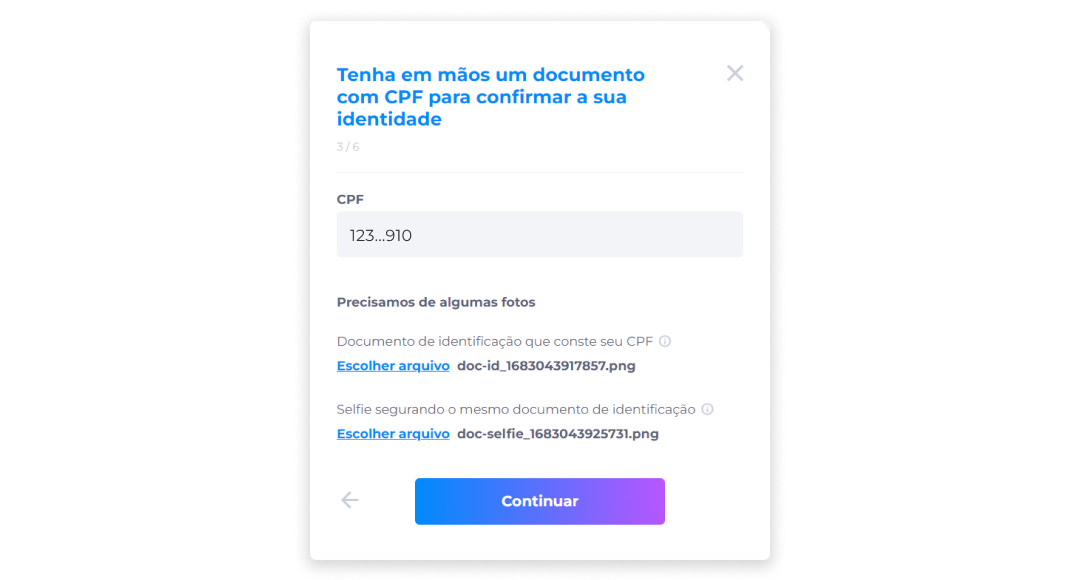 Tenha em mãos um documento
com CPF para confirmar a sua
identidade
3 / 6
CPF
123...910
Precisamos de algumas fotos
Documento de identificação que conste seu CPF
Escolher arquivo doc-id_1683043917857.png
Selfie segurando o mesmo documento de identificação
Escolher arquivo doc-selfie_1683043925731.png
Continuar